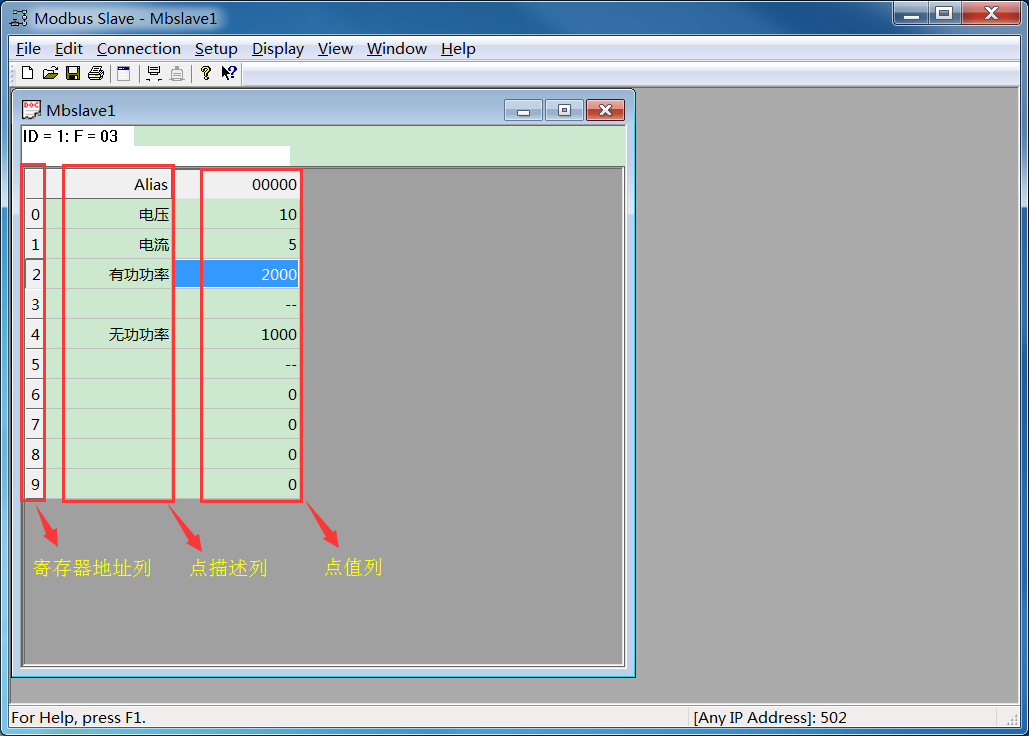 Modbus Slave - Mbslave1
File Edit Connection Setup Display View Window Help
Mbslave1
ID = 1: F = 03
Alias 00000
0 电压 10
1 电流 5
2 有功功率 2000
3 --
4 无功功率 1000
5 --
6 0
7 0
8 0
9 0
寄存器地址列 点描述列 点值列
For Help, press F1. [Any IP Address]: 502